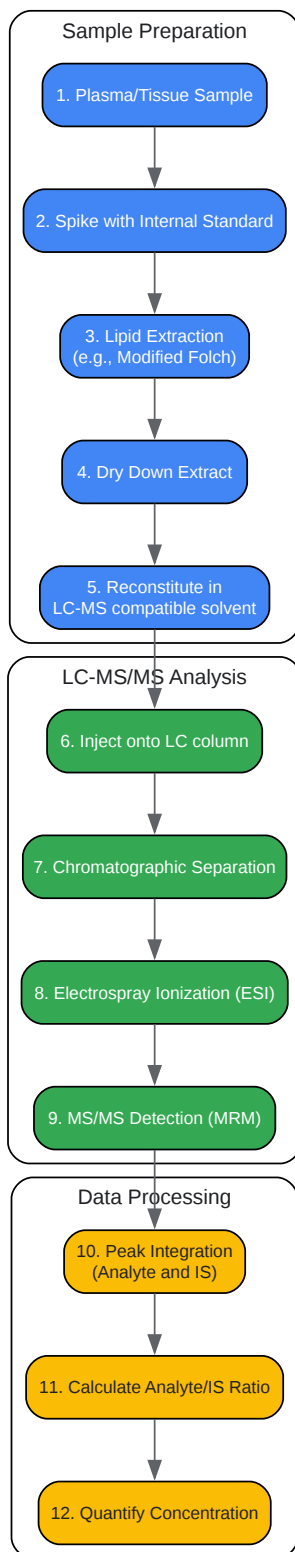 Sample Preparation
1. Plasma/Tissue Sample
2. Spike with Internal Standard
3. Lipid Extraction
(e.g., Modified Folch)
4. Dry Down Extract
5. Reconstitute in
LC-MS compatible solvent
LC-MS/MS Analysis
6. Inject onto LC column
7. Chromatographic Separation
8. Electrospray Ionization (ESI)
9. MS/MS Detection (MRM)
Data Processing
10. Peak Integration
(Analyte and IS)
11. Calculate Analyte/IS Ratio
12. Quantify Concentration